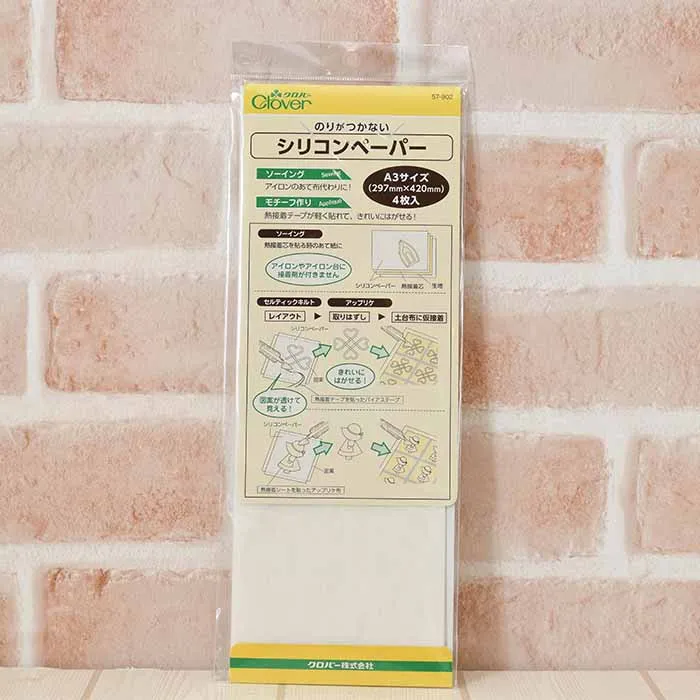 クロバー
Clover
57-902
のりがつかない
シリコンペーパー
ソーイング Sewing
アイロンのあて布代わりに！
モチーフ作り Appliqué
熱接着テープが軽く貼れて、きれいにはがせる！
A3サイズ
(297mm×420mm)
4枚入
ソーイング
熱接着芯を貼る時のあて紙に
アイロンやアイロン台に
接着剤が付きません
シリコンペーパー 熱接着芯 生地
セルティックキルト アップリケ
レイアウト ▶ 取りはずし ▶ 土台布に仮接着
シリコンペーパー
図案
きれいに
はがせる！
図案が透けて
見える！
熱接着テープを貼ったバイアステープ
シリコンペーパー
図案
熱接着シートを貼ったアップリケ布
クロバー株式会社